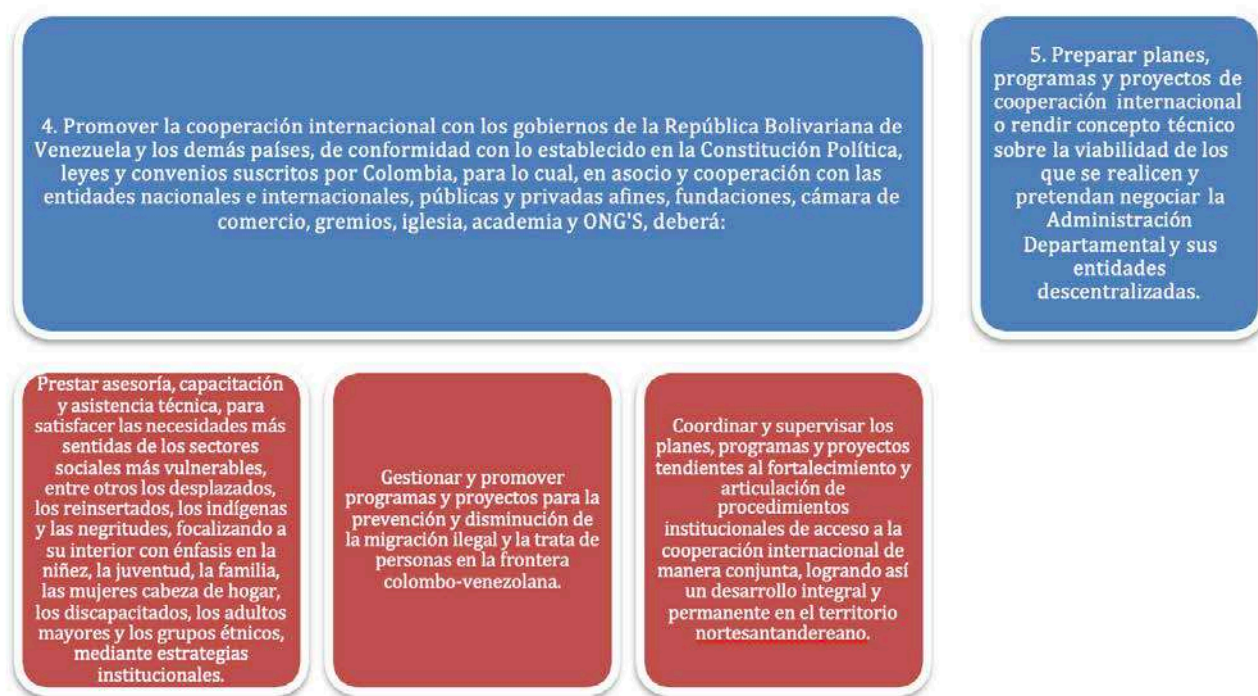 4. Promover la cooperación internacional con los gobiernos de la República Bolivariana de
Venezuela y los demás países, de conformidad con lo establecido en la Constitución Política,
leyes y convenios suscritos por Colombia, para lo cual, en asocio y cooperación con las
entidades nacionales e internacionales, públicas y privadas afines, fundaciones, cámara de
comercio, gremios, iglesia, academia y ONG'S, deberá:
5. Preparar planes,
programas y proyectos de
cooperación internacional
o rendir concepto técnico
sobre la viabilidad de los
que se realicen y
pretendan negociar la
Administración
Departamental y sus
entidades
descentralizadas.
Prestar asesoría, capacitación
y asistencia técnica, para
satisfacer las necesidades más
sentidas de los sectores
sociales más vulnerables,
entre otros los desplazados,
los reinsertados, los indígenas
y las negritudes, focalizando a
su interior con énfasis en la
niñez, la juventud, la familia,
las mujeres cabeza de hogar,
los discapacitados, los adultos
mayores y los grupos étnicos,
mediante estrategias
institucionales.
Gestionar y promover
programas y proyectos para la
prevención y disminución de
la migración ilegal y la trata de
personas en la frontera
colombo-venezolana.
Coordinar y supervisar los
planes, programas y proyectos
tendientes al fortalecimiento y
articulación de
procedimientos
institucionales de acceso a la
cooperación internacional de
manera conjunta, logrando así
un desarrollo integral y
permanente en el territorio
nortesantandereano.